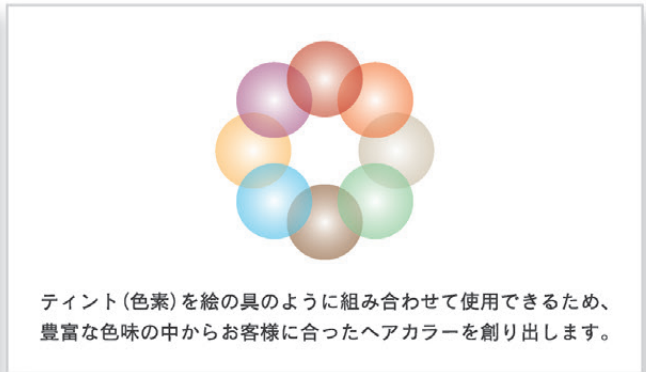 ティント(色素)を絵の具のように組み合わせて使用できるため、
豊富な色味の中からお客様に合ったヘアカラーを創り出します。